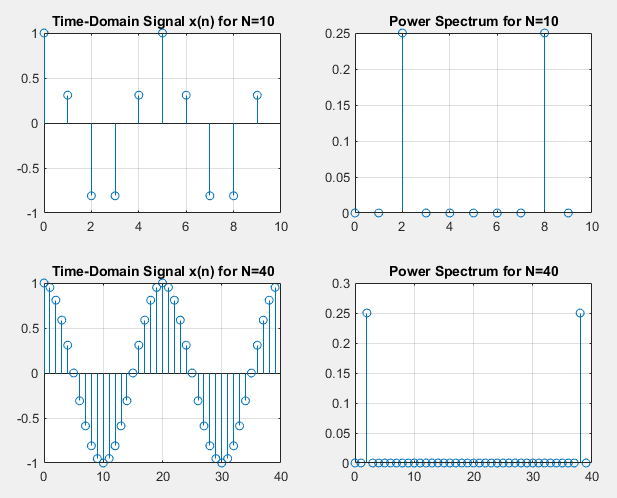 Time-Domain Signal x(n) for N=10
1
0.5
0
-0.5
-1
0 2 4 6 8 10
Power Spectrum for N=10
0.25
0.2
0.15
0.1
0.05
0
0 2 4 6 8 10
Time-Domain Signal x(n) for N=40
1
0.5
0
-0.5
-1
0 10 20 30 40
Power Spectrum for N=40
0.3
0.25
0.2
0.15
0.1
0.05
0
0 10 20 30 40